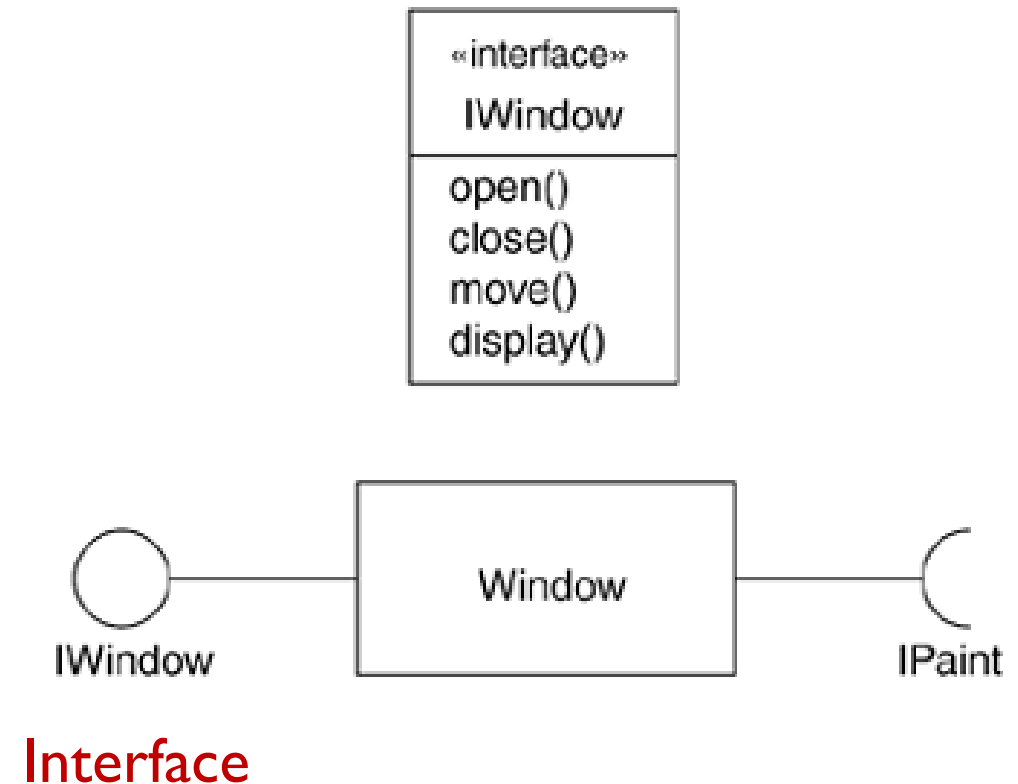 «interface»
IWindow
open()
close()
move()
display()
Window
IWindow
IPaint
Interface